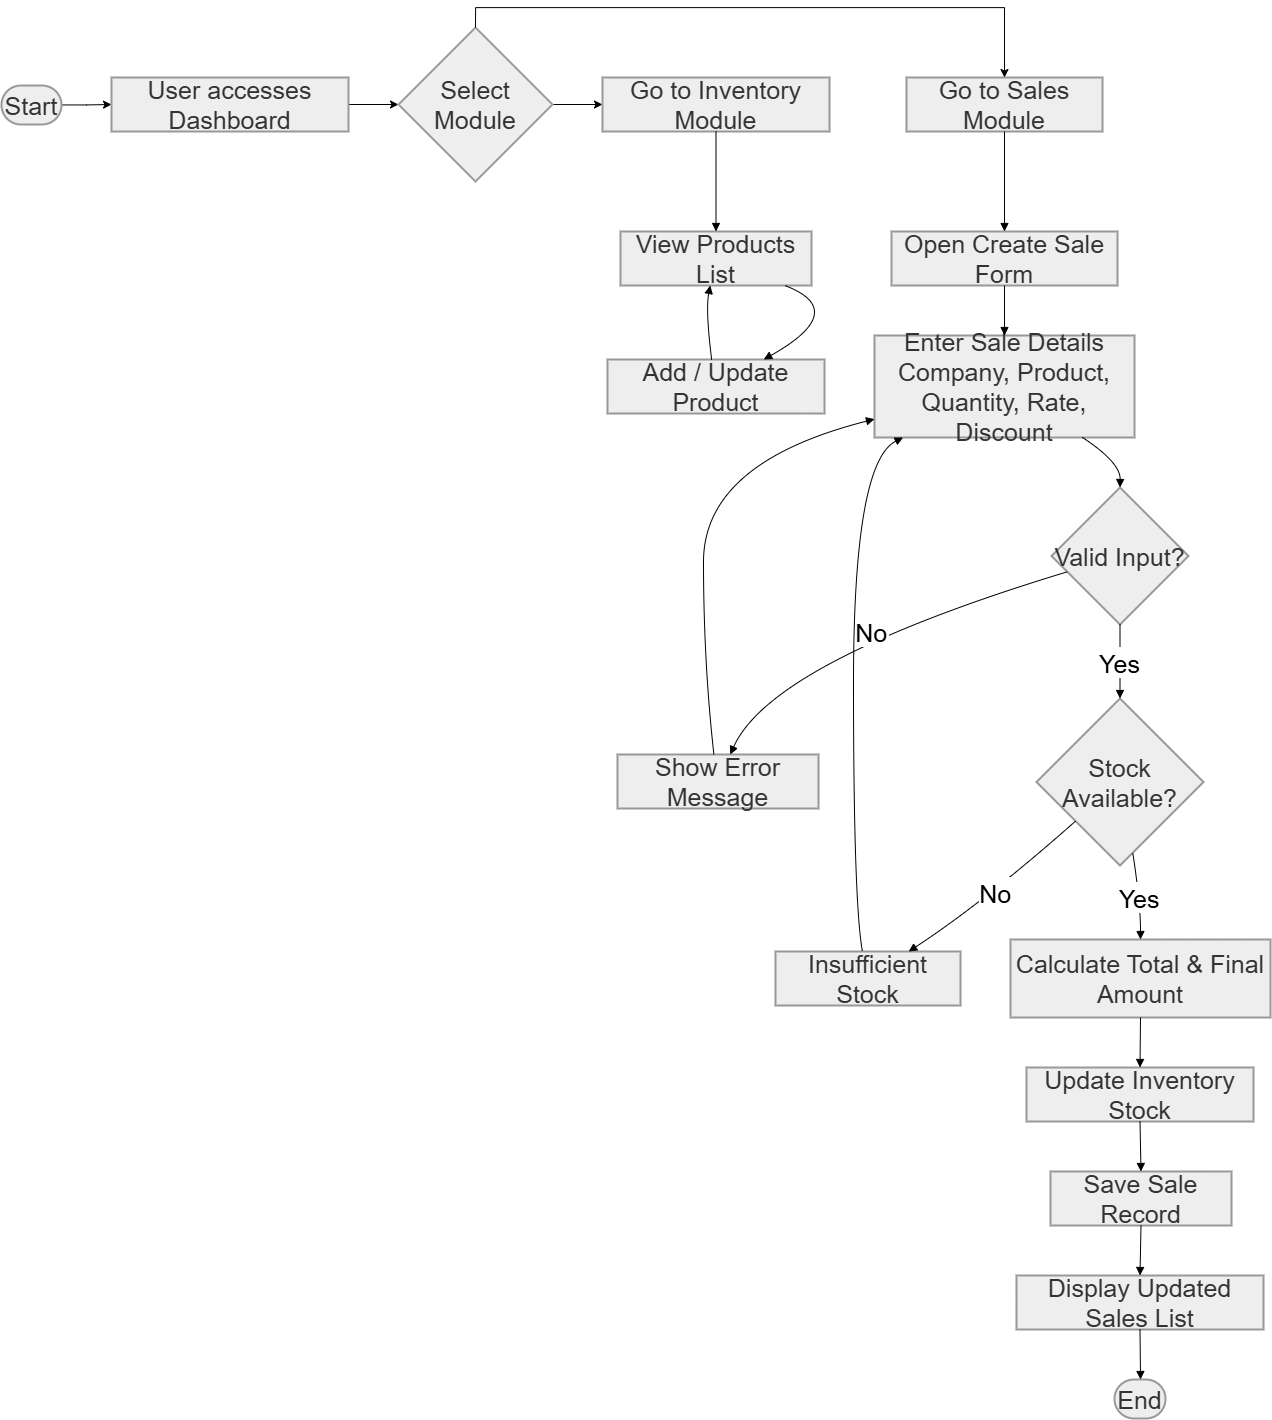 Start
User accesses
Dashboard
Select
Module
Go to Inventory
Module
Go to Sales
Module
View Products
List
Open Create Sale
Form
Add / Update
Product
Enter Sale Details
Company, Product,
Quantity, Rate,
Discount
Valid Input?
No
Yes
Show Error
Message
Stock
Available?
No
Yes
Insufficient
Stock
Calculate Total & Final
Amount
Update Inventory
Stock
Save Sale
Record
Display Updated
Sales List
End